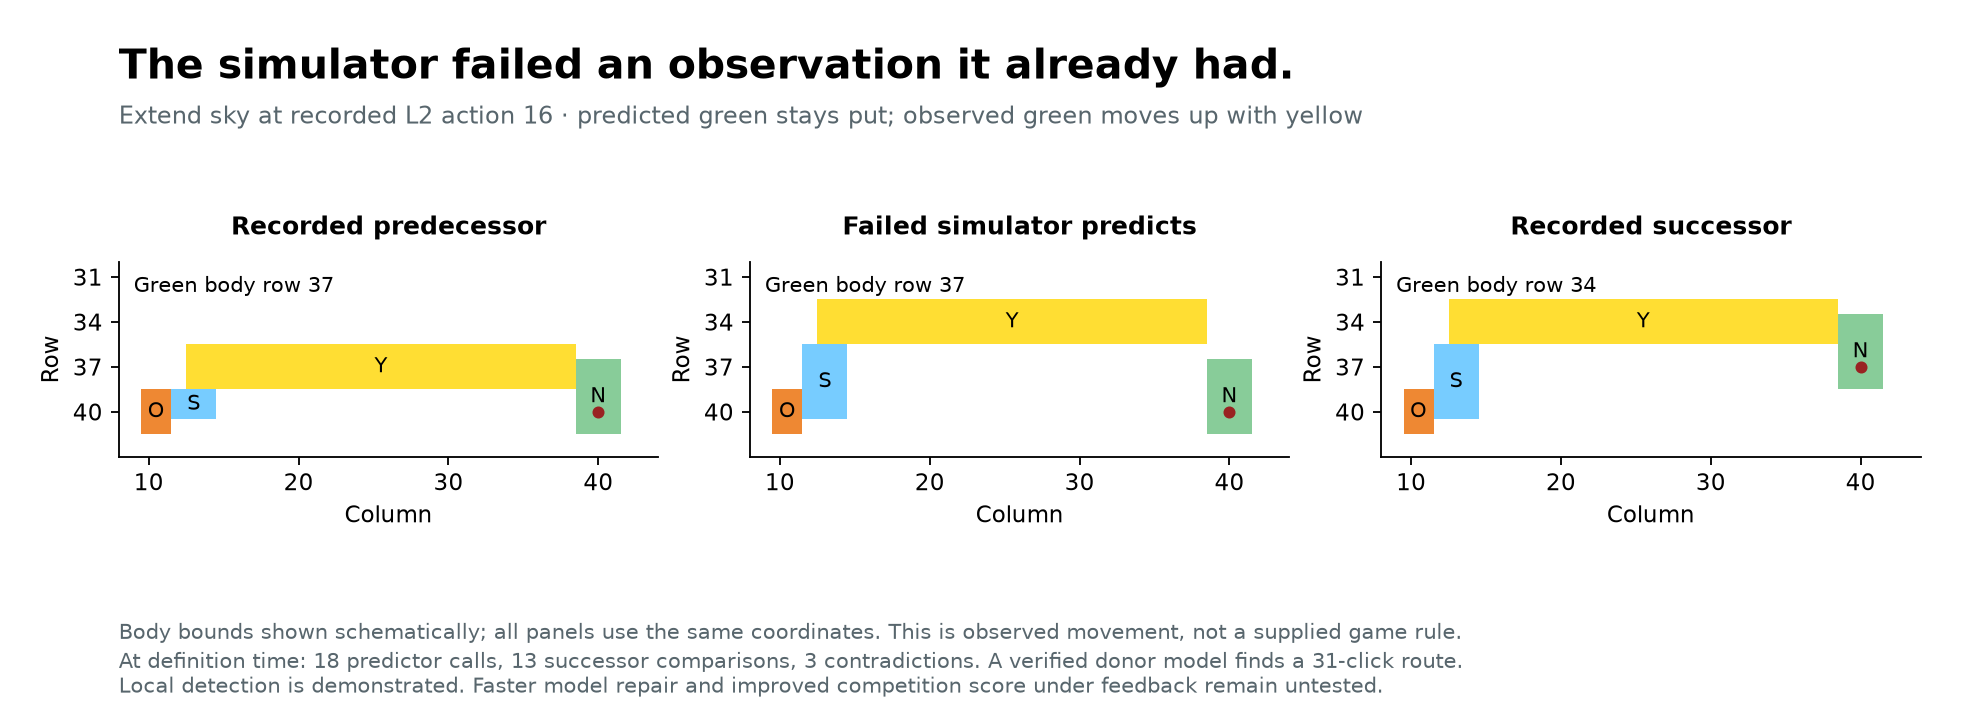 The simulator failed an observation it already had.
Extend sky at recorded L2 action 16 · predicted green stays put; observed green moves up with yellow
Recorded predecessor
Green body row 37
31
34
37
40
Row
Y
O
S
N
10
20
30
40
Column
Failed simulator predicts
Green body row 37
31
34
37
40
Row
Y
S
O
N
10
20
30
40
Column
Recorded successor
Green body row 34
31
34
37
40
Row
Y
N
S
O
10
20
30
40
Column
Body bounds shown schematically; all panels use the same coordinates. This is observed movement, not a supplied game rule.
At definition time: 18 predictor calls, 13 successor comparisons, 3 contradictions. A verified donor model finds a 31-click route.
Local detection is demonstrated. Faster model repair and improved competition score under feedback remain untested.